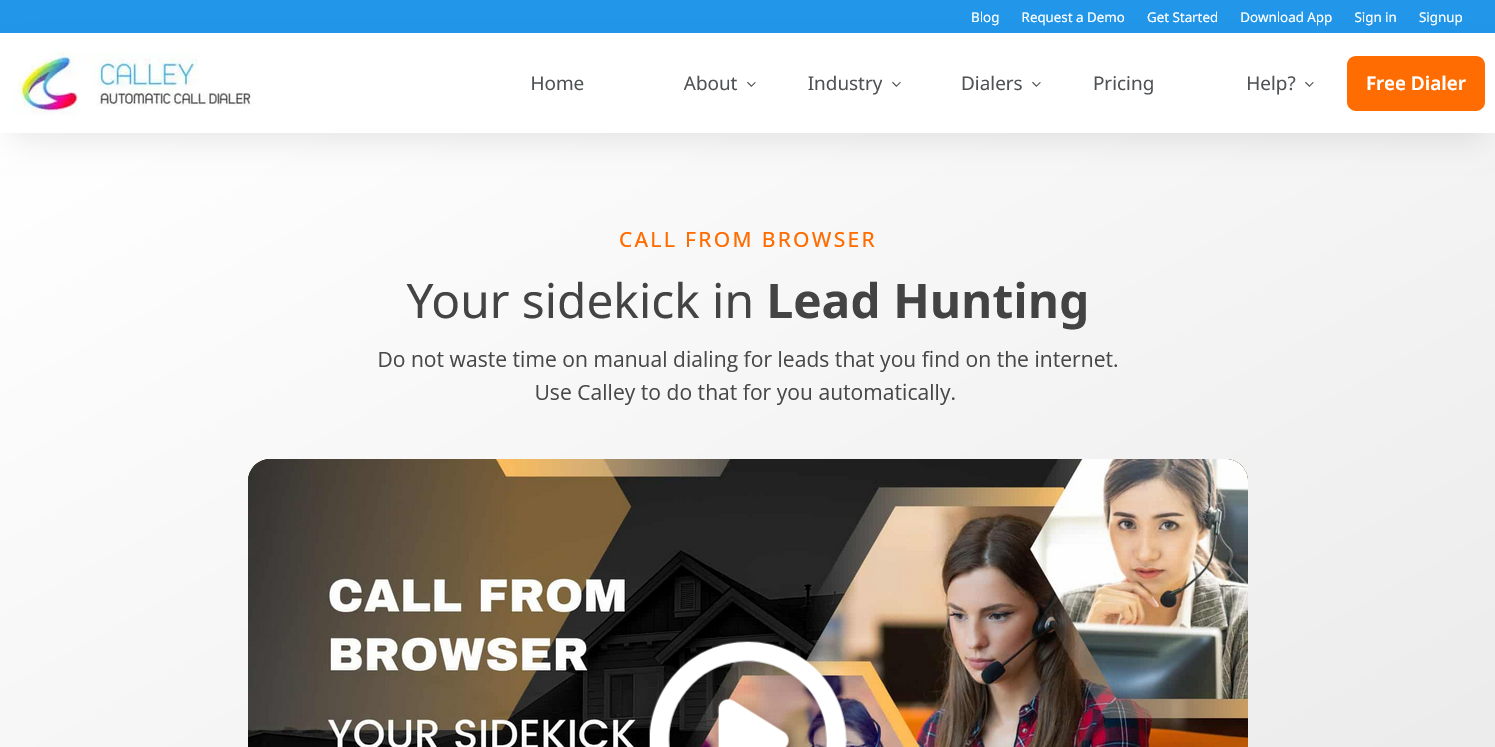 Blog Request a Demo Get Started Download App Sign in Signup
CALLEY
AUTOMATIC CALL DIALER
Home About Industry Dialers Pricing Help? Free Dialer
CALL FROM BROWSER
Your sidekick in Lead Hunting
Do not waste time on manual dialing for leads that you find on the internet.
Use Calley to do that for you automatically.
CALL FROM
BROWSER
YOUR SIDEKICK